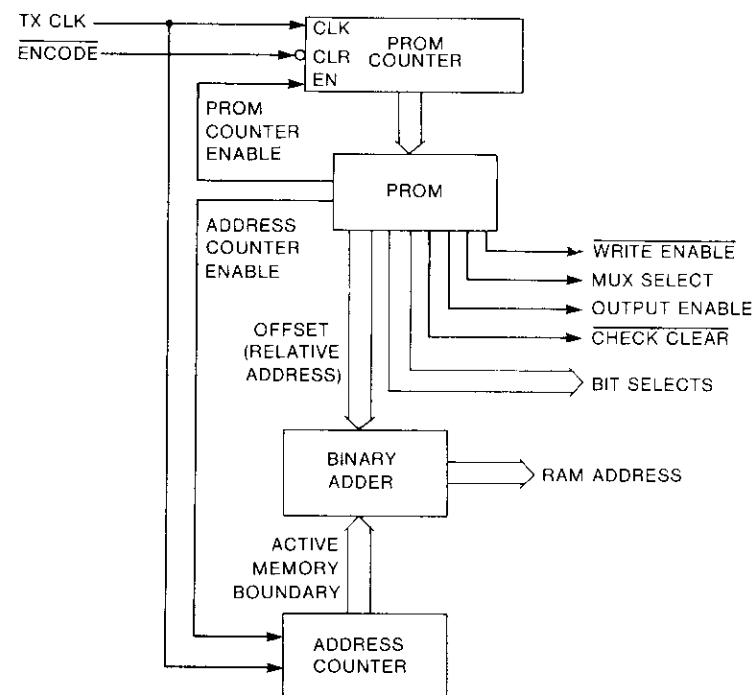 TX CLK
ENCODE
CLK
CLR
EN
PROM
COUNTER
PROM
COUNTER
ENABLE
PROM
ADDRESS
COUNTER
ENABLE
WRITE ENABLE
MUX SELECT
OUTPUT ENABLE
CHECK CLEAR
BIT SELECTS
OFFSET
(RELATIVE
ADDRESS)
BINARY
ADDER
RAM ADDRESS
ACTIVE
MEMORY
BOUNDARY
ADDRESS
COUNTER